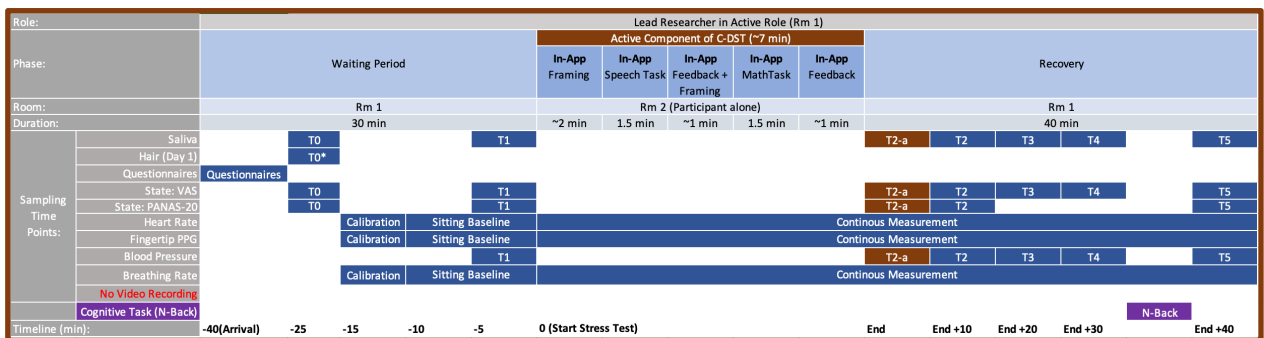 Role: Lead Researcher in Active Role (Rm 1)
Phase: Waiting Period
Active Component of C-DST (~7 min)
In-App Framing
In-App Speech Task
In-App Feedback + Framing
In-App MathTask
In-App Feedback
Recovery
Room: Rm 1 Rm 2 (Participant alone) Rm 1
Duration: 30 min ~2 min 1.5 min ~1 min 1.5 min ~1 min 40 min
Sampling Time Points:
Saliva T0 T1 T2-a T2 T3 T4 T5
Hair (Day 1) T0*
Questionnaires Questionnaires
State: VAS T0 T1 T2-a T2 T3 T4 T5
State: PANAS-20 T0 T1 T2-a T2 T5
Heart Rate Calibration Sitting Baseline Continous Measurement
Fingertip PPG Calibration Sitting Baseline Continous Measurement
Blood Pressure T1 T2-a T2 T3 T4 T5
Breathing Rate Calibration Sitting Baseline Continous Measurement
No Video Recording
Cognitive Task (N-Back) N-Back
Timeline (min): -40(Arrival) -25 -15 -10 -5 0 (Start Stress Test) End End +10 End +20 End +30 End +40